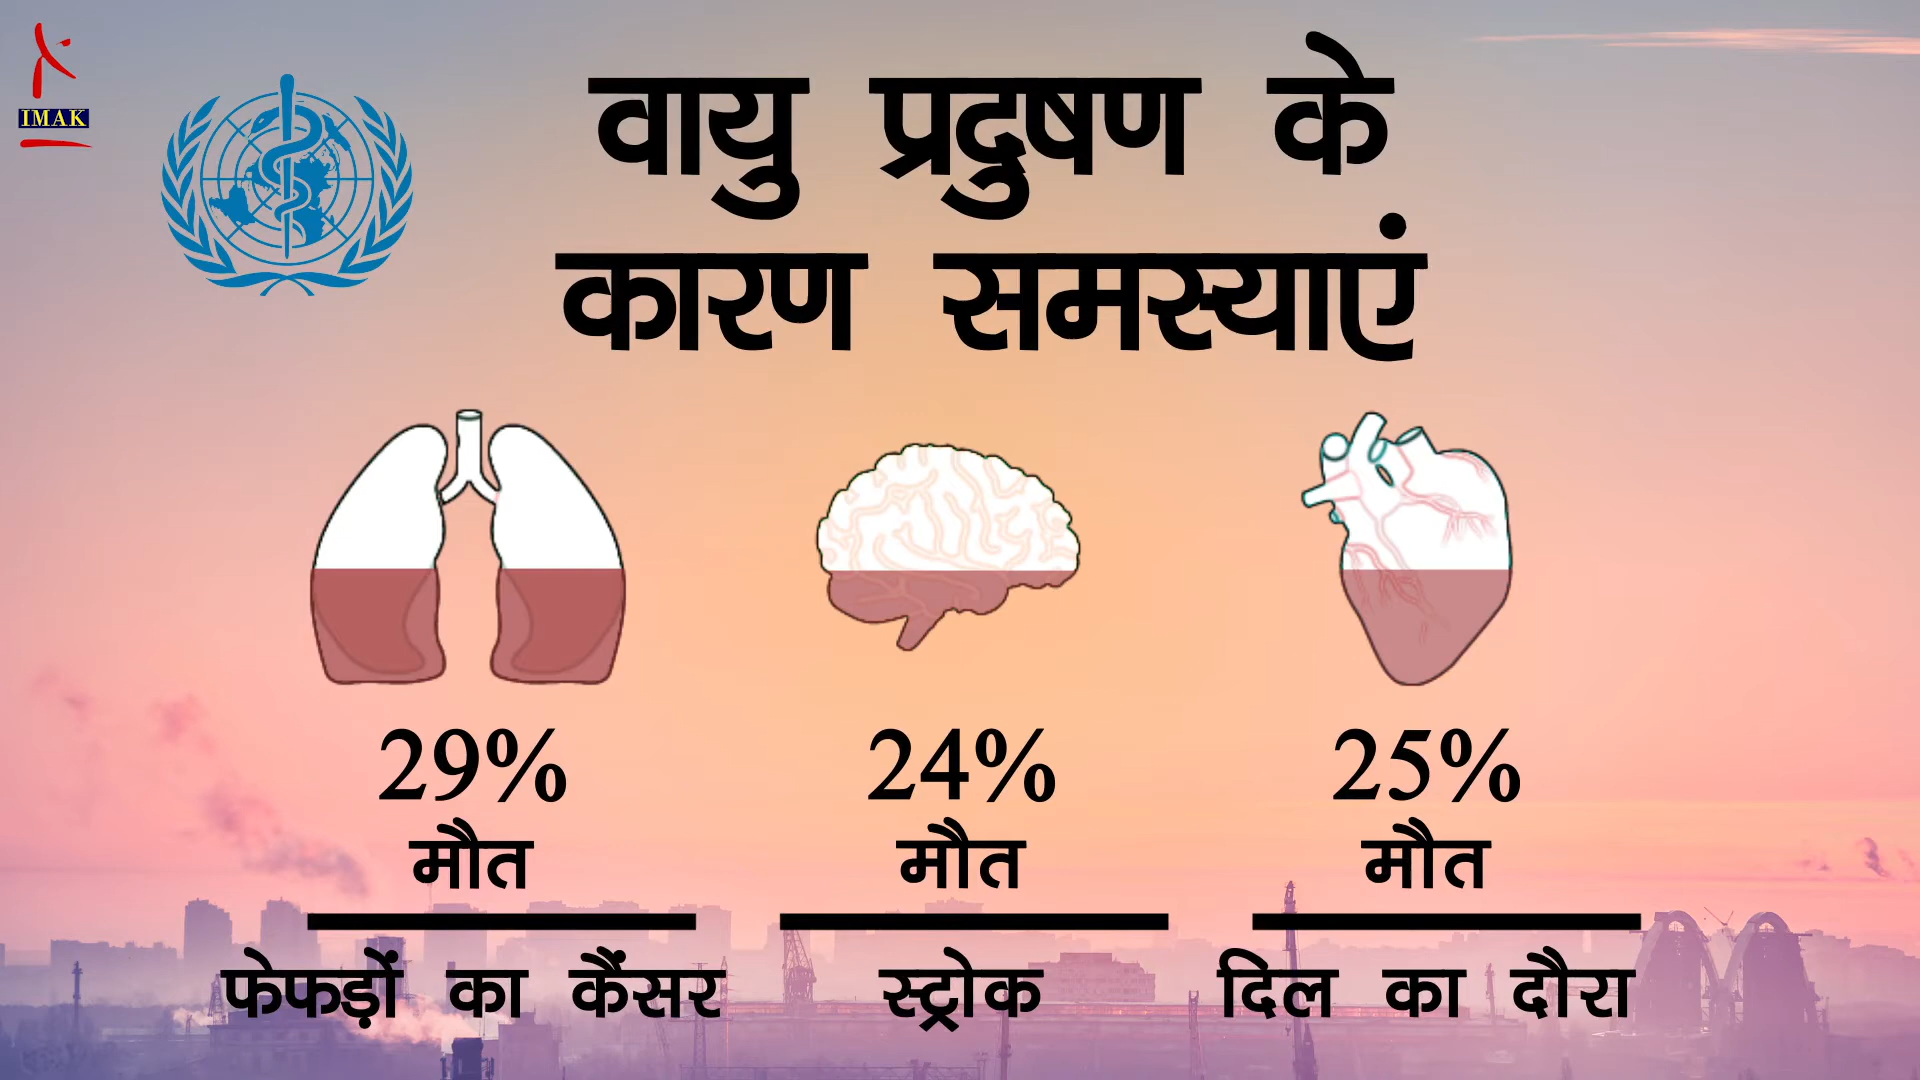 IMAK
वायु प्रदुषण के
कारण समस्याएं
29%
मौत
फेफड़ों का कैंसर
24%
मौत
स्ट्रोक
25%
मौत
दिल का दौरा